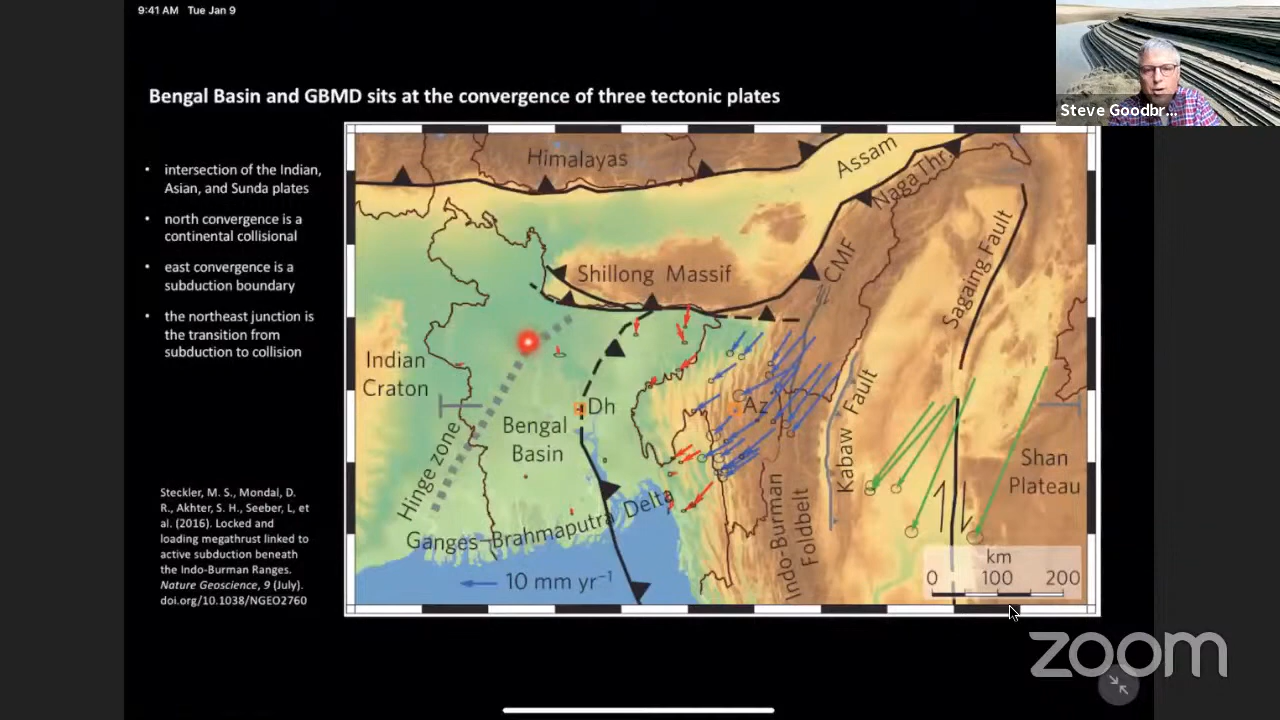 9:41 AM Tue Jan 9
Steve Goodbr...
Bengal Basin and GBMD sits at the convergence of three tectonic plates
• intersection of the Indian,
Asian, and Sunda plates
• north convergence is a
continental collisional
• east convergence is a
subduction boundary
• the northeast junction is
the transition from
subduction to collision
Steckler, M. S., Mondal, D.
R., Akhter, S. H., Seeber, L, et
al. (2016). Locked and
loading megathrust linked to
active subduction beneath
the Indo-Burman Ranges.
Nature Geoscience, 9 (July).
doi.org/10.1038/NGEO2760
Himalayas
Assam
Naga Thr.
Shillong Massif
CMF
Sagaing Fault
Indian
Craton
Dh
Az
Bengal
Basin
Hinge zone
Kabaw Fault
Shan
Plateau
Indo-Burman
Foldbelt
Ganges-Brahmaputra Delta
10 mm yr⁻¹
km
0 100 200
zoom